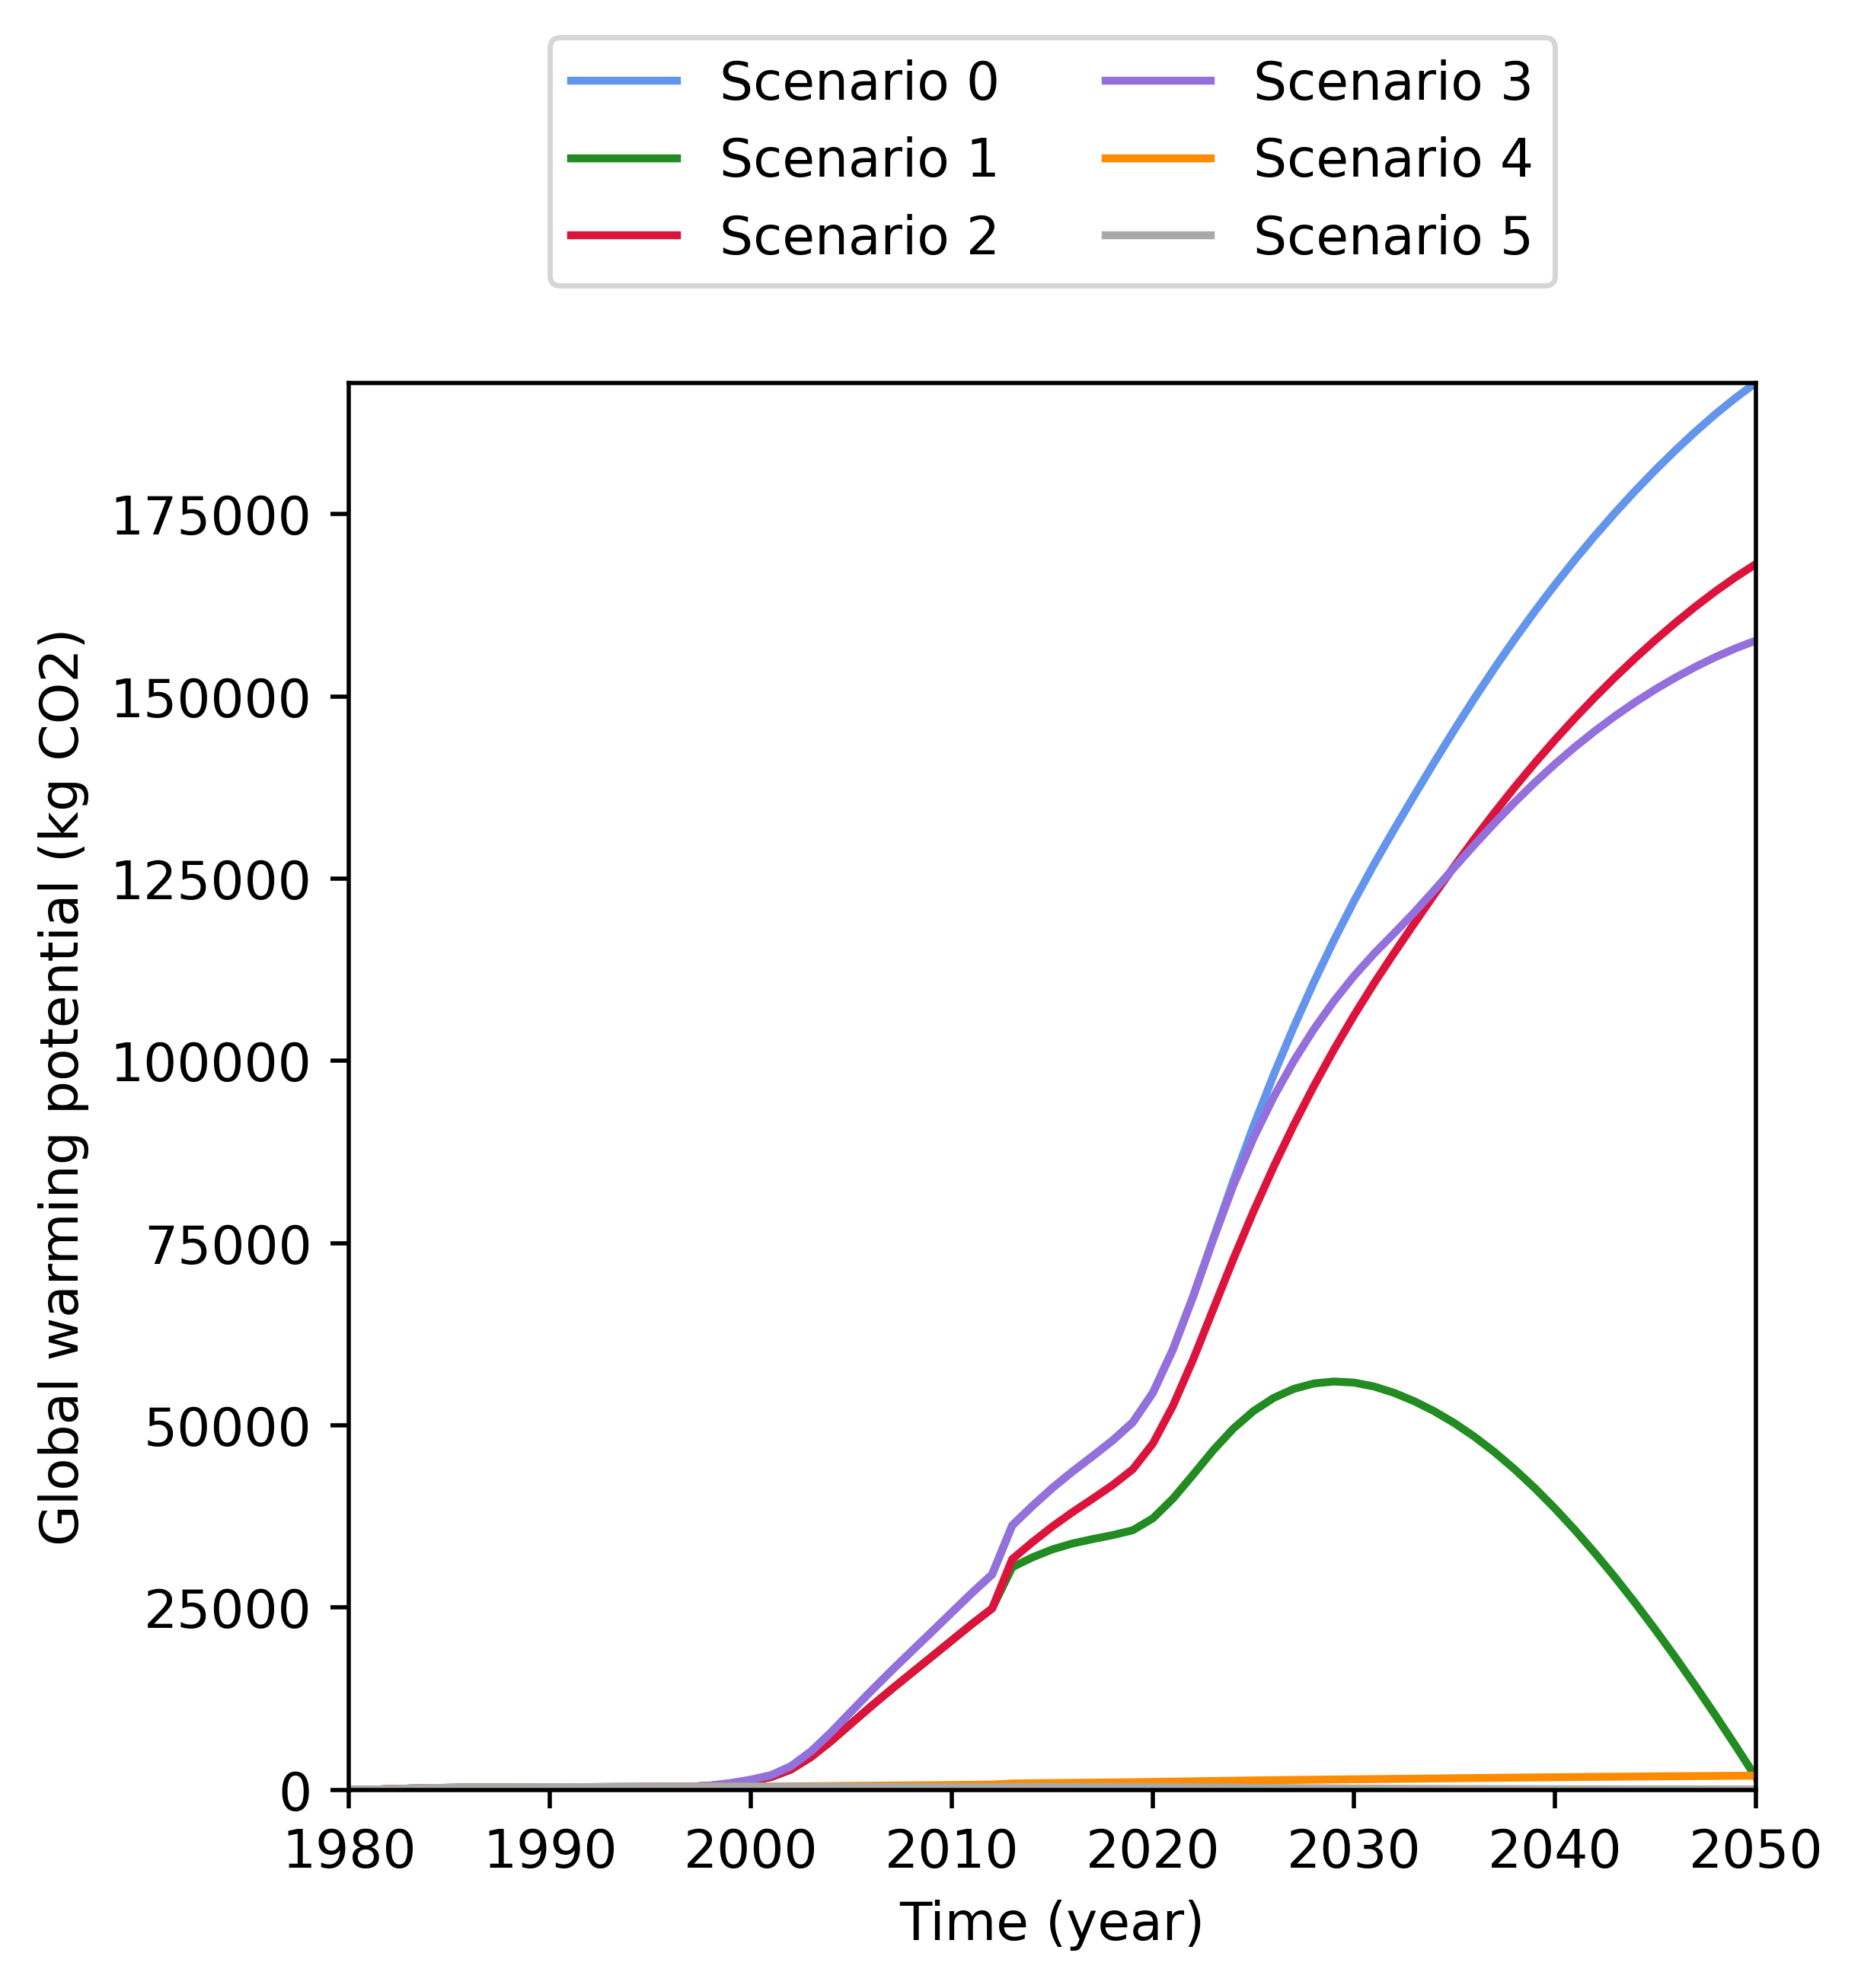 Scenario 0
Scenario 1
Scenario 2
Scenario 3
Scenario 4
Scenario 5
Global warming potential (kg CO2)
175000
150000
125000
100000
75000
50000
25000
0
1980 1990 2000 2010 2020 2030 2040 2050
Time (year)